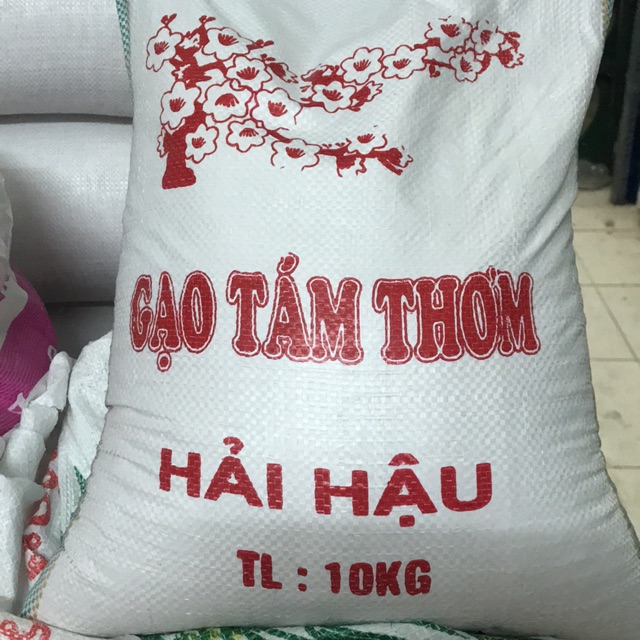 GẠO TẤM THƠM
HẢI HẬU
TL : 10KG